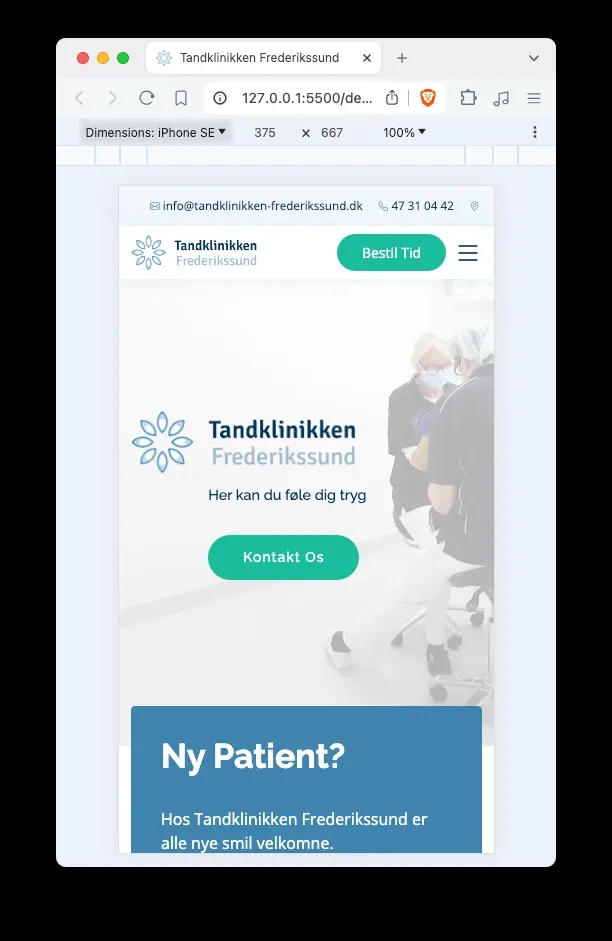 Tandklinikken Frederikssund
127.0.0.1:5500/de...
Dimensions: iPhone SE 375 × 667 100%
info@tandklinikken-frederikssund.dk 47 31 04 42
Tandklinikken
Frederikssund
Bestil Tid
Tandklinikken
Frederikssund
Her kan du føle dig tryg
Kontakt Os
Ny Patient?
Hos Tandklinikken Frederikssund er
alle nye smil velkomne.